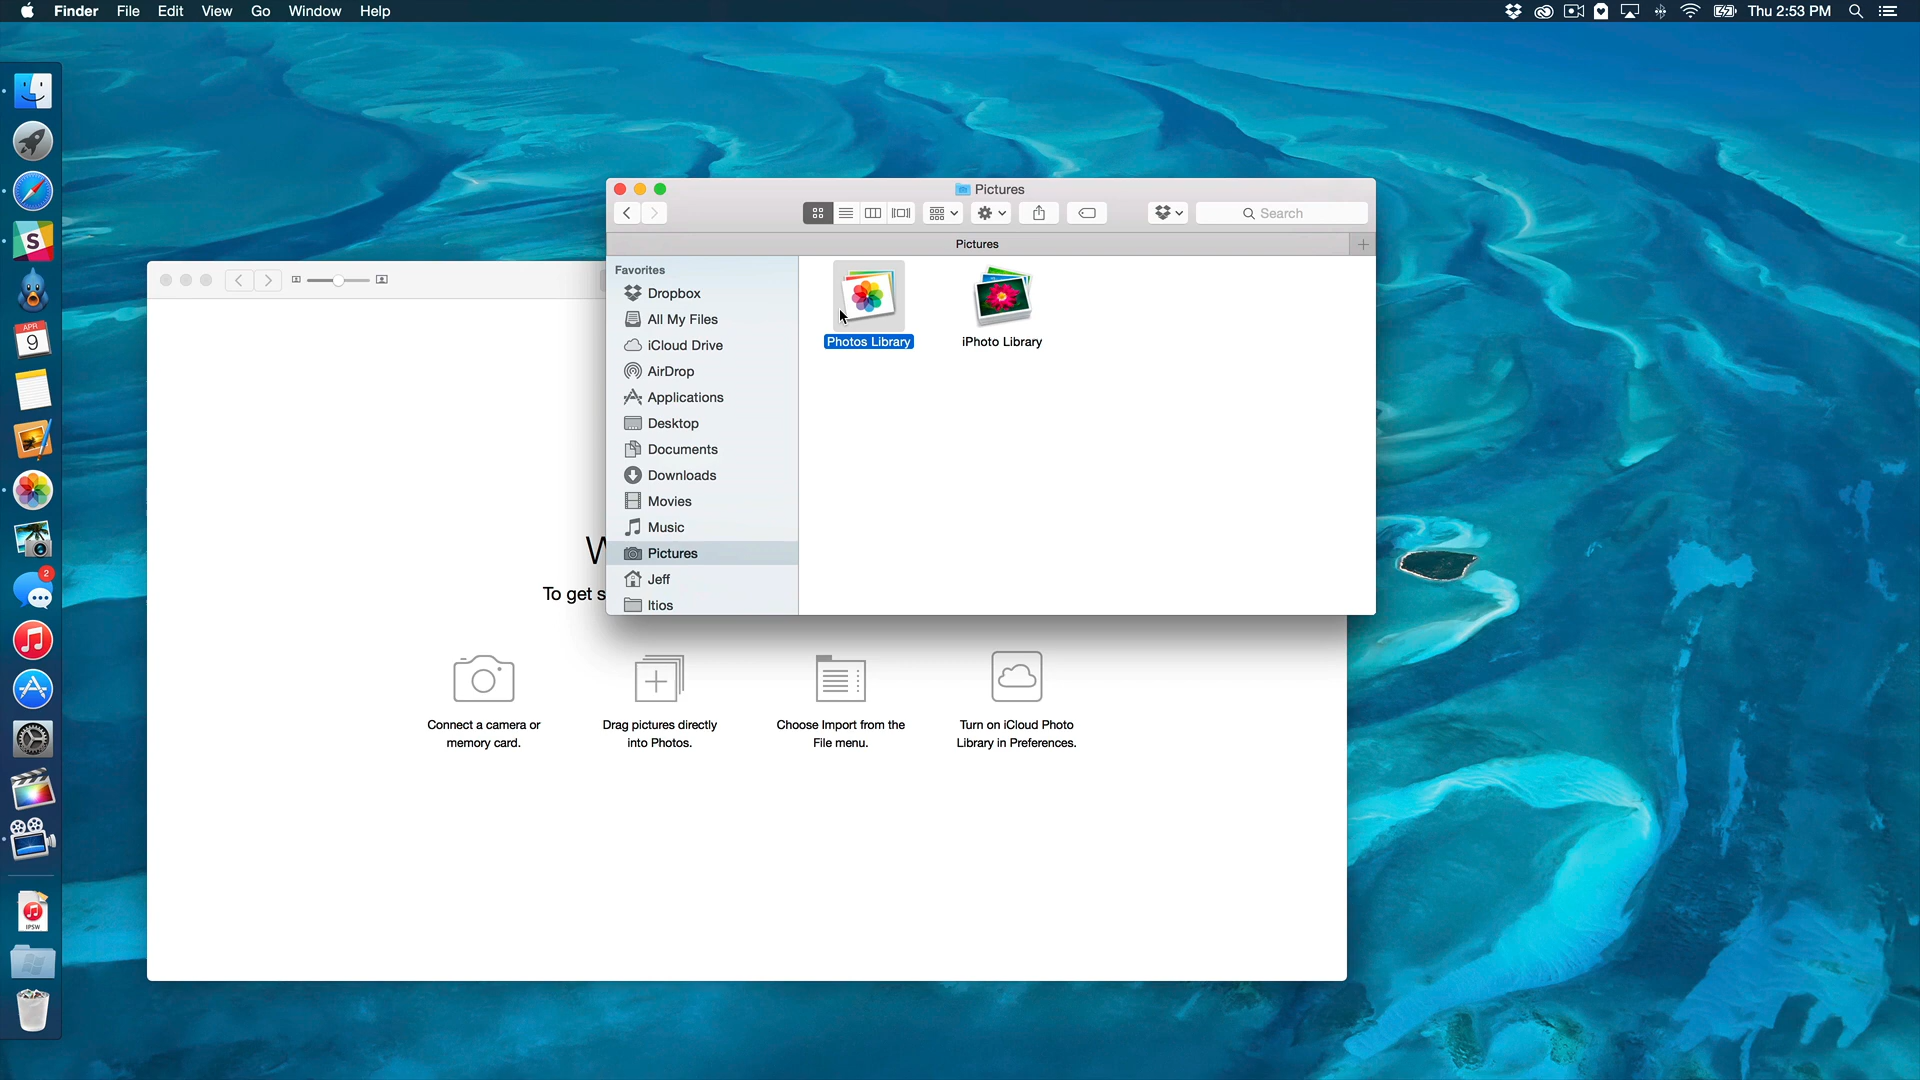 Finder File Edit View Go Window Help
Thu 2:53 PM
Pictures
Search
Pictures
Favorites
Dropbox
All My Files
iCloud Drive
AirDrop
Applications
Desktop
Documents
Downloads
Movies
Music
Pictures
Jeff
ltios
Photos Library
iPhoto Library
W
To get s
Connect a camera or
memory card.
Drag pictures directly
into Photos.
Choose Import from the
File menu.
Turn on iCloud Photo
Library in Preferences.
S
APR
9
2
IPSW